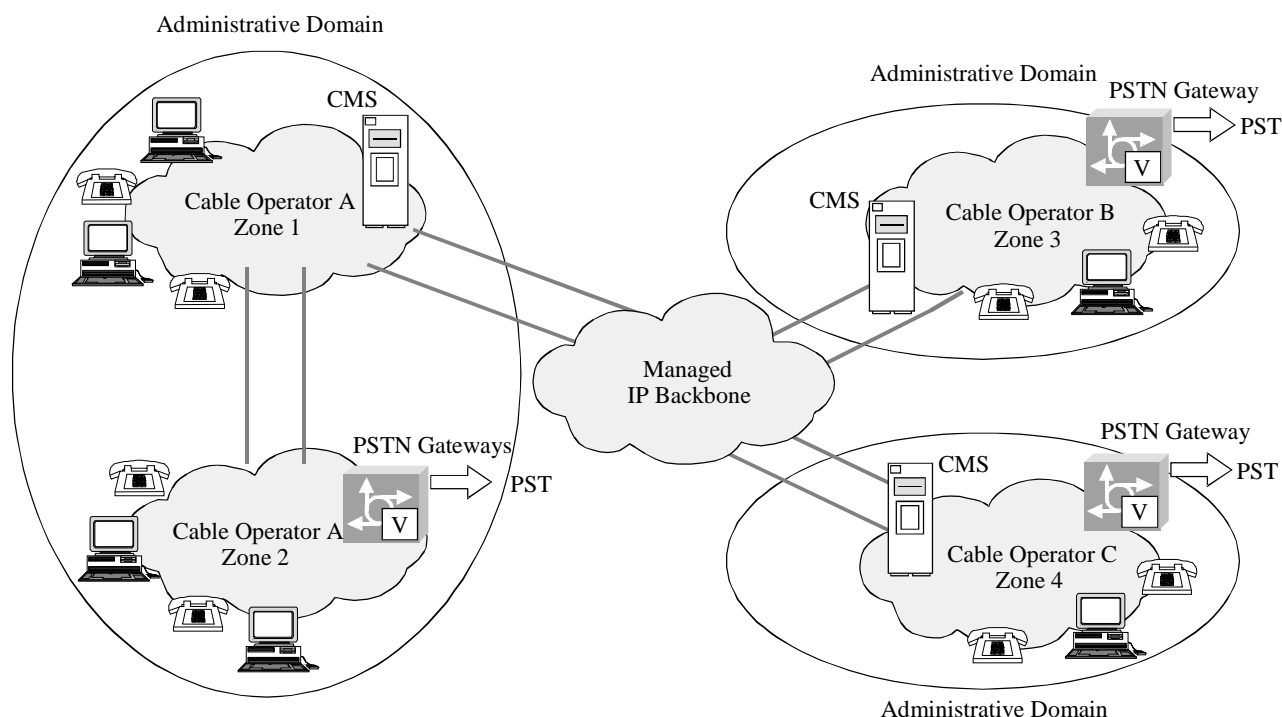 Administrative Domain
CMS
Cable Operator A
Zone 1
PSTN Gateways
PST
V
Cable Operator A
Zone 2
Managed
IP Backbone
Administrative Domain
PSTN Gateway
PST
V
CMS
Cable Operator B
Zone 3
PSTN Gateway
CMS
PST
V
Cable Operator C
Zone 4
Administrative Domain